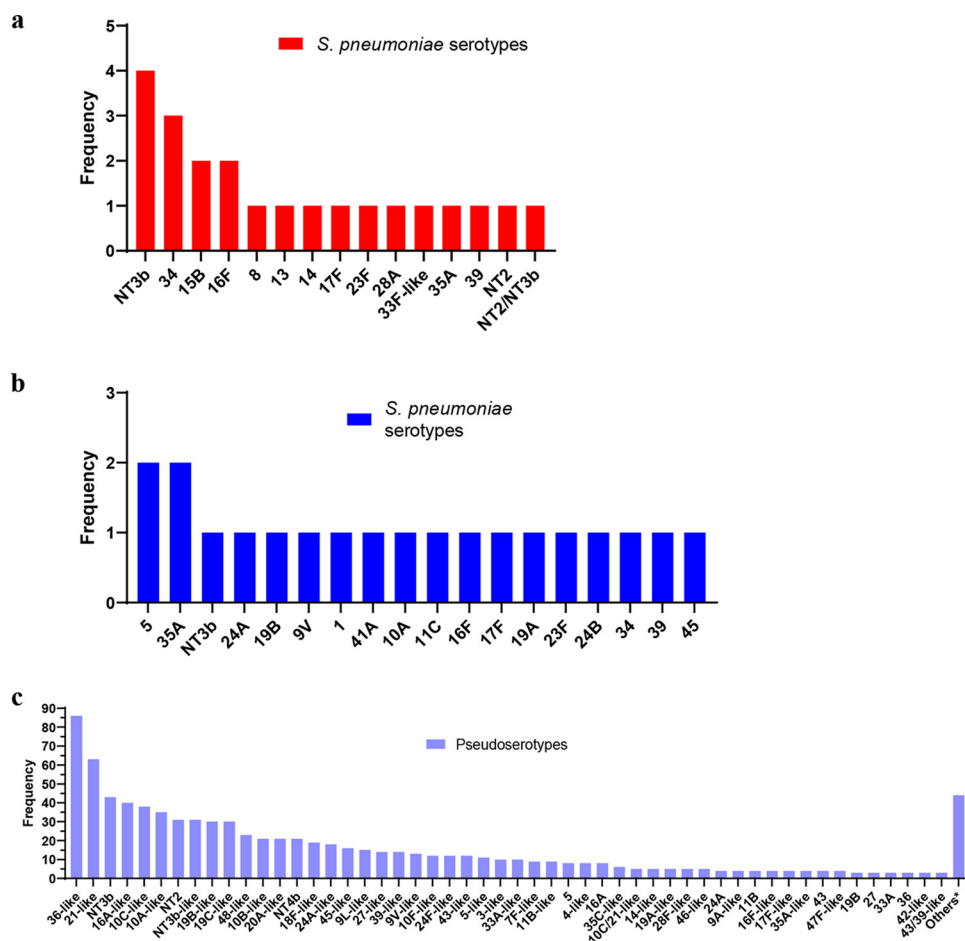 a
S. pneumoniae serotypes
Frequency
5
4
3
2
1
0
NT3b 34 15B 16F 8 13 14 17F 23F 28A 33F-like 35A 39 NT2 NT2/NT3b
b
S. pneumoniae
serotypes
Frequency
3
2
1
0
5 35A NT3b 24A 19B 9V 1 41A 10A 11C 16F 17F 19A 23F 24B 34 39 45
c
Pseudoserotypes
Frequency
90
80
70
60
50
40
30
20
10
0
36-like 21-like NT3b 16A-like 10C-like 10A-like NT2 NT3b-like 19B-like 19C-like 48-like 10B-like 20A-like NT4b 18F-like 24A-like 45-like 9L-like 27-like 39-like 9V-like 10F-like 24F-like 43-like 5-like 3-like 33A-like 7F-like 11B-like 5 4-like 16A 35C-like 10C/21-like 14-like 19A-like 28F-like 46-like 24A 9A-like 11B 16F-like 17F-like 35A-like 43 47F-like 19B 27 33A 36 42-like 43/39-like Others*